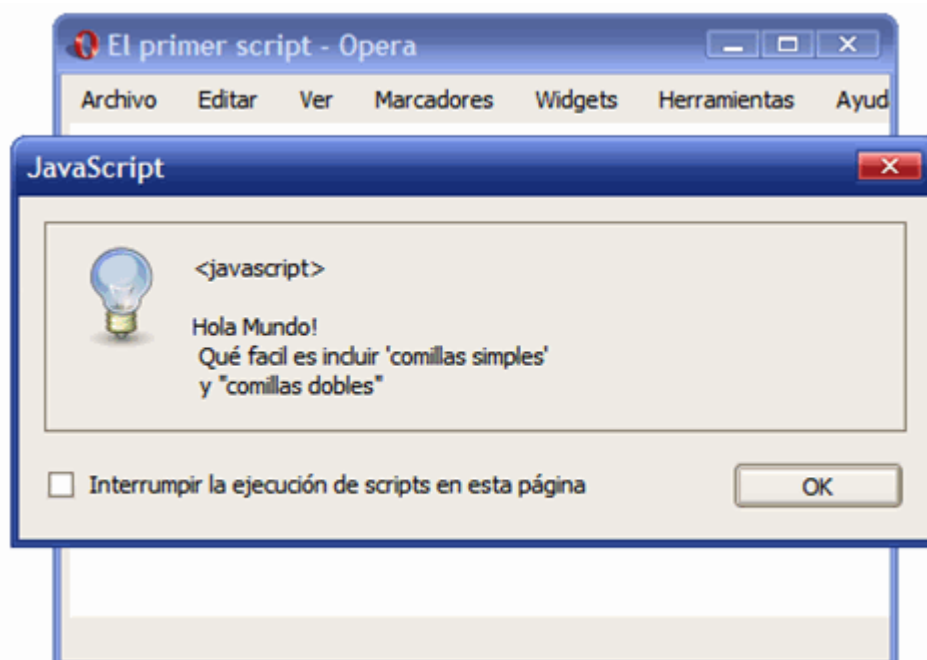 El primer script - Opera
Archivo Editar Ver Marcadores Widgets Herramientas Ayud
JavaScript
<javascript>
Hola Mundo!
Qué facil es incluir 'comillas simples'
y "comillas dobles"
Interrumpir la ejecución de scripts en esta página
OK